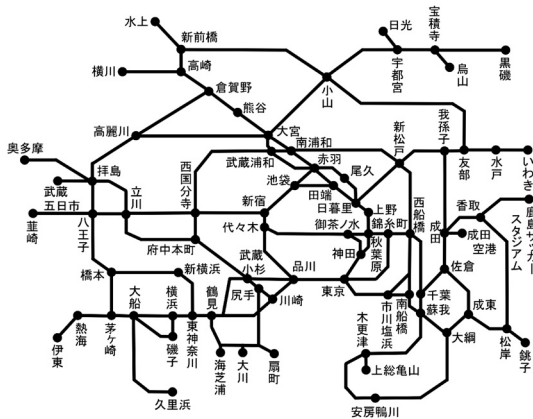 水上
新前橋
日光
宝積寺
横川
高崎
宇都宮
烏山
黒磯
倉賀野
小山
熊谷
高麗川
大宮
南浦和
新松戸
我孫子
友部
水戸
いわき
奥多摩
拝島
西国分寺
武蔵浦和
赤羽
尾久
武蔵五日市
立川
池袋
田端
日暮里
上野
西船橋
香取
鹿島サッカースタジアム
韮崎
八王子
新宿
代々木
御茶ノ水
錦糸町
成田
成田空港
府中本町
神田
秋葉原
佐倉
橋本
新横浜
武蔵小杉
品川
東京
市川塩浜
南船橋
千葉
蘇我
成東
大船
横浜
鶴見
尻手
川崎
木更津
大網
松岸
銚子
伊東
熱海
茅ヶ崎
磯子
東神奈川
海芝浦
大川
扇町
上総亀山
久里浜
安房鴨川